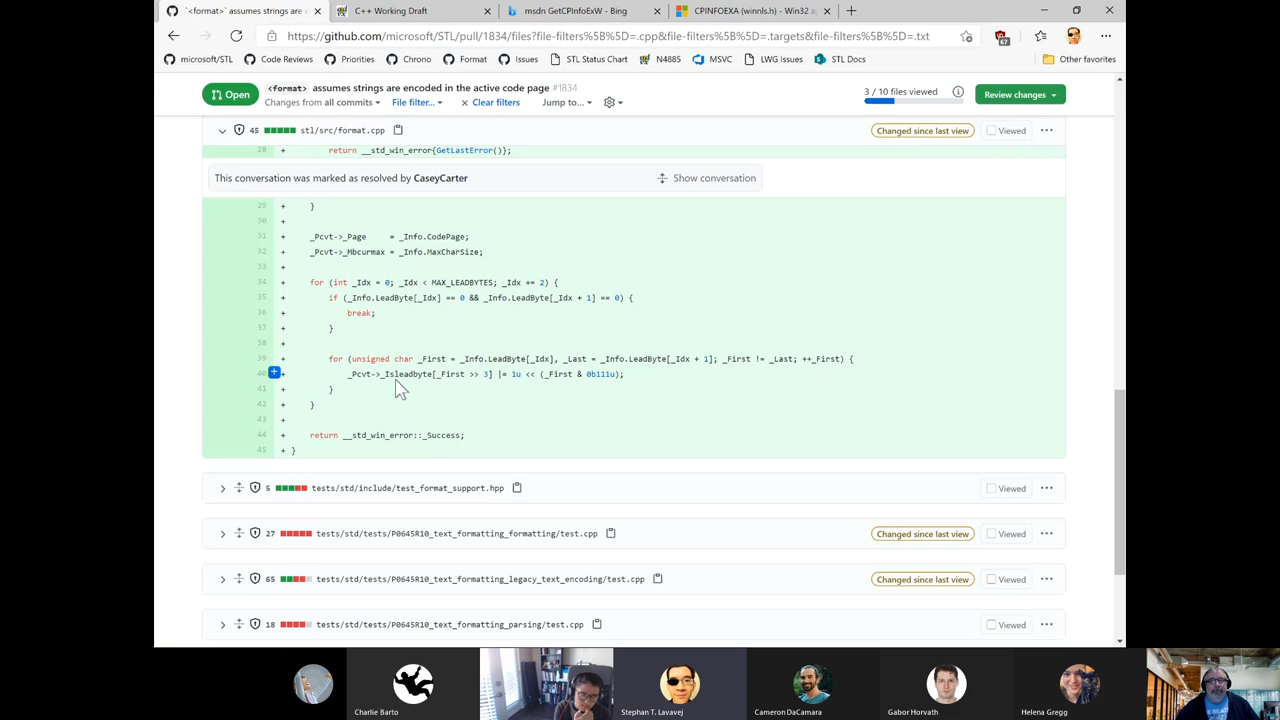 `<format>` assumes strings are e
C++ Working Draft
msdn GetCPInfoExW - Bing
CPINFOEXA (winnls.h) - Win32 a
https://github.com/microsoft/STL/pull/1834/files?file-filters%5B%5D=.cpp&file-filters%5B%5D=.targets&file-filters%5B%5D=.txt
67
microsoft/STL
Code Reviews
Priorities
Chrono
Format
Issues
STL Status Chart
N4885
MSVC
LWG Issues
STL Docs
Other favorites
Open
<format> assumes strings are encoded in the active code page #1834
Changes from all commits
File filter...
Clear filters
Jump to...
3 / 10 files viewed
Review changes
45 stl/src/format.cpp
Changed since last view
Viewed
28 + return __std_win_error{GetLastError()};
This conversation was marked as resolved by CaseyCarter
Show conversation
29 + }
30 +
31 + _Pcvt->_Page     = _Info.CodePage;
32 + _Pcvt->_Mbcurmax = _Info.MaxCharSize;
33 +
34 + for (int _Idx = 0; _Idx < MAX_LEADBYTES; _Idx += 2) {
35 + if (_Info.LeadByte[_Idx] == 0 && _Info.LeadByte[_Idx + 1] == 0) {
36 + break;
37 + }
38 +
39 + for (unsigned char _First = _Info.LeadByte[_Idx], _Last = _Info.LeadByte[_Idx + 1]; _First != _Last; ++_First) {
40 + _Pcvt->_Isleadbyte[_First >> 3] |= 1u << (_First & 0b111u);
41 + }
42 + }
43 +
44 + return __std_win_error::_Success;
45 + }
5 tests/std/include/test_format_support.hpp
Viewed
27 tests/std/tests/P0645R10_text_formatting_formatting/test.cpp
Changed since last view
Viewed
65 tests/std/tests/P0645R10_text_formatting_legacy_text_encoding/test.cpp
Changed since last view
Viewed
18 tests/std/tests/P0645R10_text_formatting_parsing/test.cpp
Viewed
Charlie Barto
Stephan T. Lavavej
Cameron DaCamara
Gabor Horvath
Helena Gregg